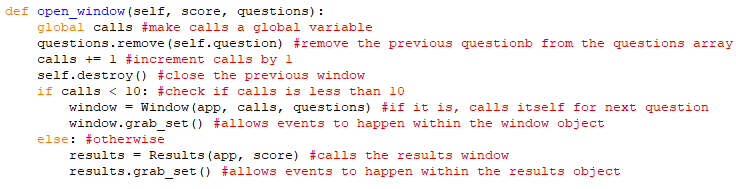 def open_window(self, score, questions):
    global calls #make calls a global variable
    questions.remove(self.question) #remove the previous questionb from the questions array
    calls += 1 #increment calls by 1
    self.destroy() #close the previous window
    if calls < 10: #check if calls is less than 10
        window = Window(app, calls, questions) #if it is, calls itself for next question
        window.grab_set() #allows events to happen within the window object
    else: #otherwise
        results = Results(app, score) #calls the results window
        results.grab_set() #allows events to happen within the results object